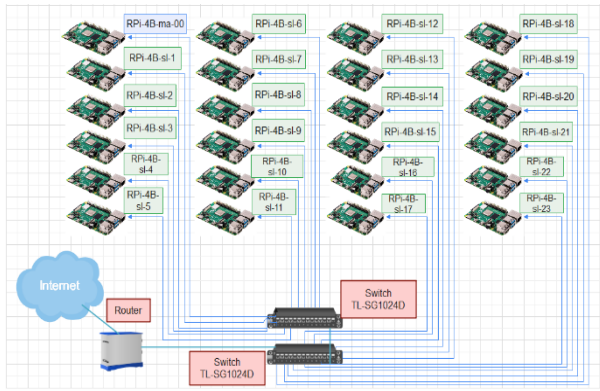 RPi-4B-ma-00
RPi-4B-sl-6
RPi-4B-sl-12
RPi-4B-sl-18
RPi-4B-sl-1
RPi-4B-sl-7
RPi-4B-sl-13
RPi-4B-sl-19
RPi-4B-sl-2
RPi-4B-sl-8
RPi-4B-sl-14
RPi-4B-sl-20
RPi-4B-sl-3
RPi-4B-sl-9
RPi-4B-sl-15
RPi-4B-sl-21
RPi-4B-
sl-4
RPi-4B-
sl-10
RPi-4B-
sl-16
RPi-4B-
sl-22
RPi-4B-
sl-5
RPi-4B-
sl-11
RPi-4B-
sl-17
RPi-4B-
sl-23
Internet
Router
Switch
TL-SG1024D
Switch
TL-SG1024D